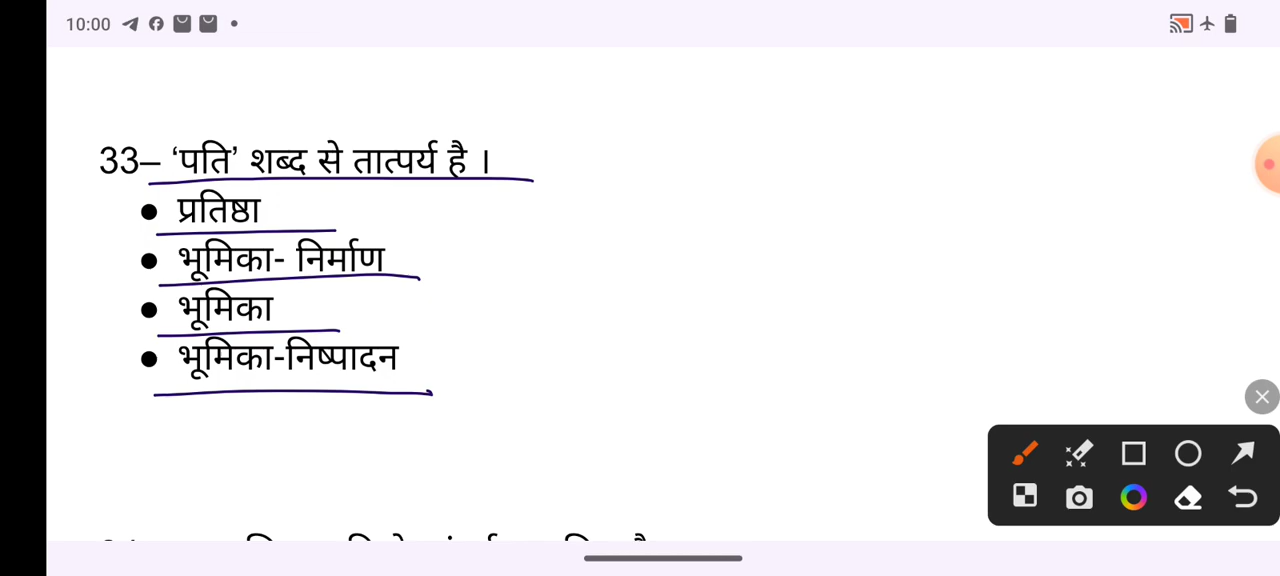 10:00
33– ‘पति’ शब्द से तात्पर्य है ।
● प्रतिष्ठा
● भूमिका- निर्माण
● भूमिका
● भूमिका-निष्पादन